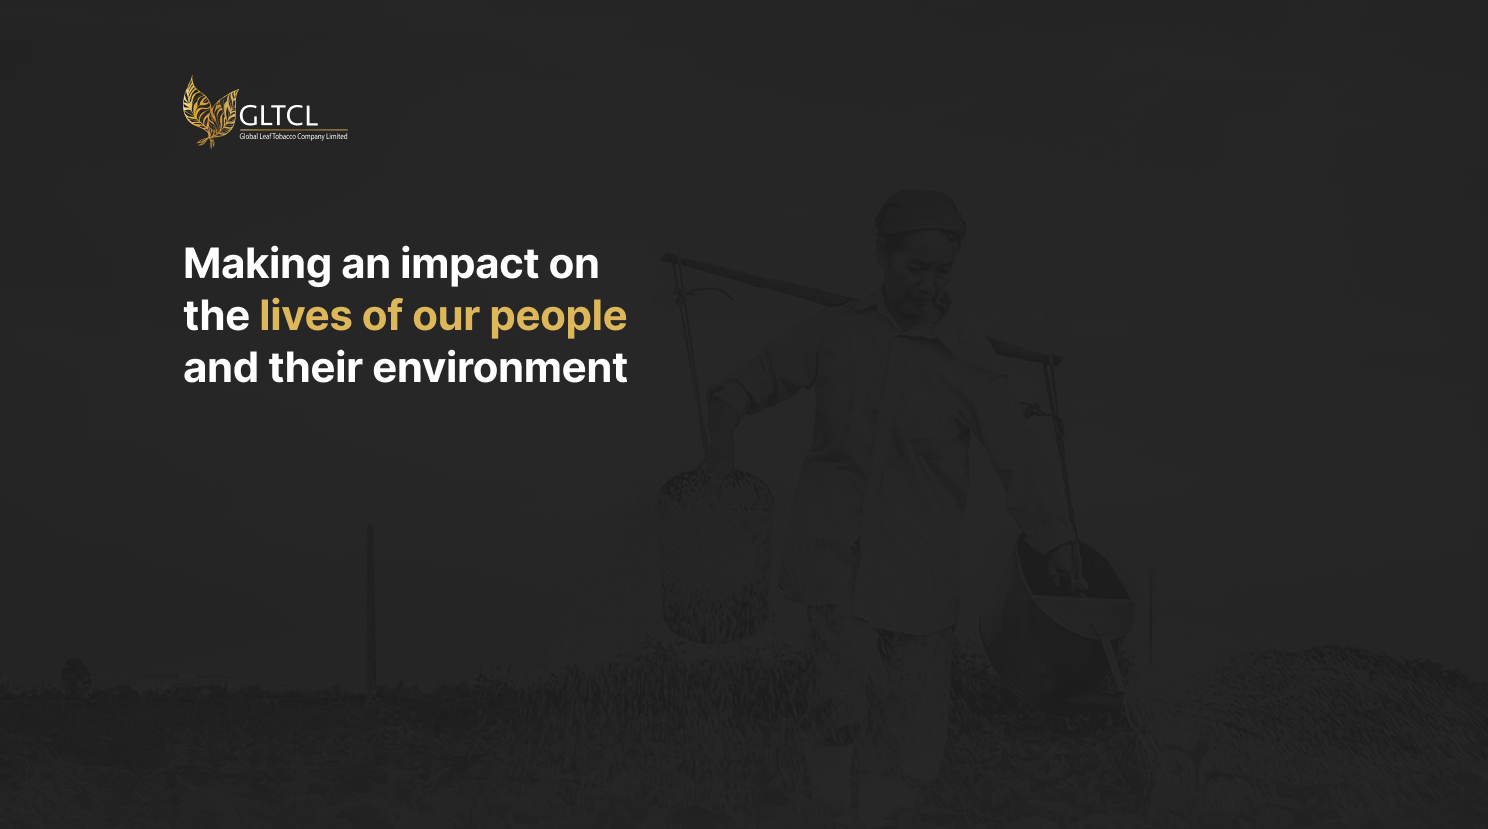 GLTCL
Global Leaf Tobacco Company Limited
Making an impact on
the lives of our people
and their environment